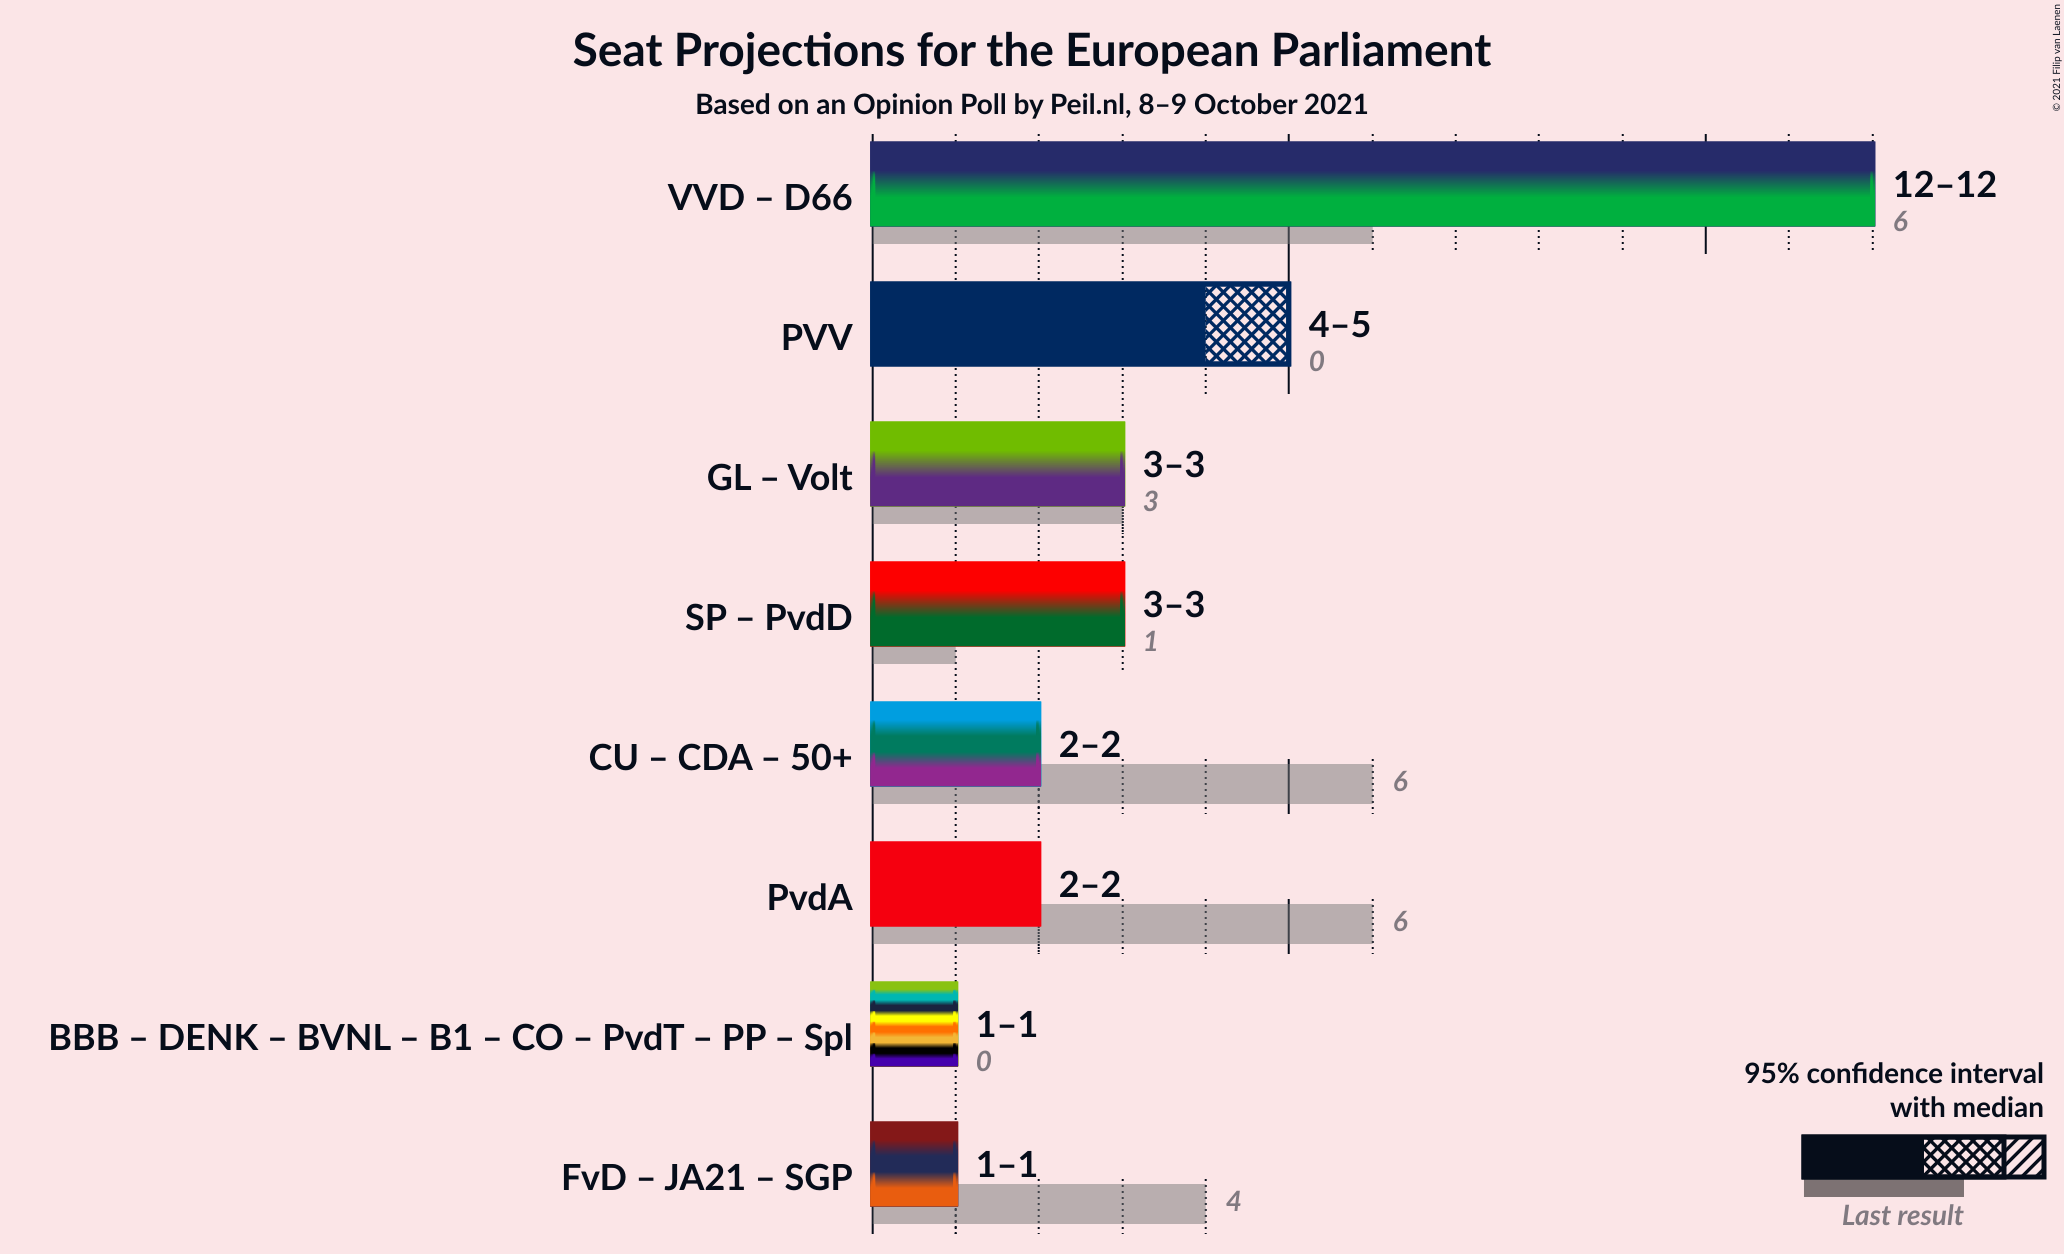 Seat Projections for the European Parliament
Based on an Opinion Poll by Peil.nl, 8–9 October 2021
© 2021 Filip van Laenen
VVD – D66
12–12
6
PVV
4–5
0
GL – Volt
3–3
3
SP – PvdD
3–3
1
CU – CDA – 50+
2–2
6
PvdA
2–2
6
BBB – DENK – BVNL – B1 – CO – PvdT – PP – Spl
1–1
0
FvD – JA21 – SGP
1–1
4
95% confidence interval
with median
Last result